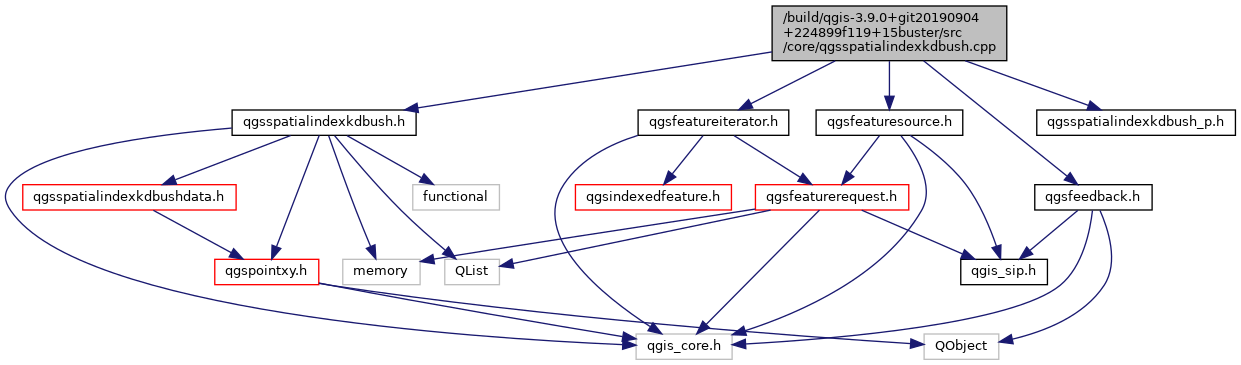 /build/qgis-3.9.0+git20190904
+224899f119+15buster/src
/core/qgsspatialindexkdbush.cpp
qgsspatialindexkdbush.h
qgsfeatureiterator.h
qgsfeaturesource.h
qgsspatialindexkdbush_p.h
qgsspatialindexkdbushdata.h
functional
qgsindexedfeature.h
qgsfeaturerequest.h
qgsfeedback.h
qgspointxy.h
memory
QList
qgis_sip.h
qgis_core.h
QObject